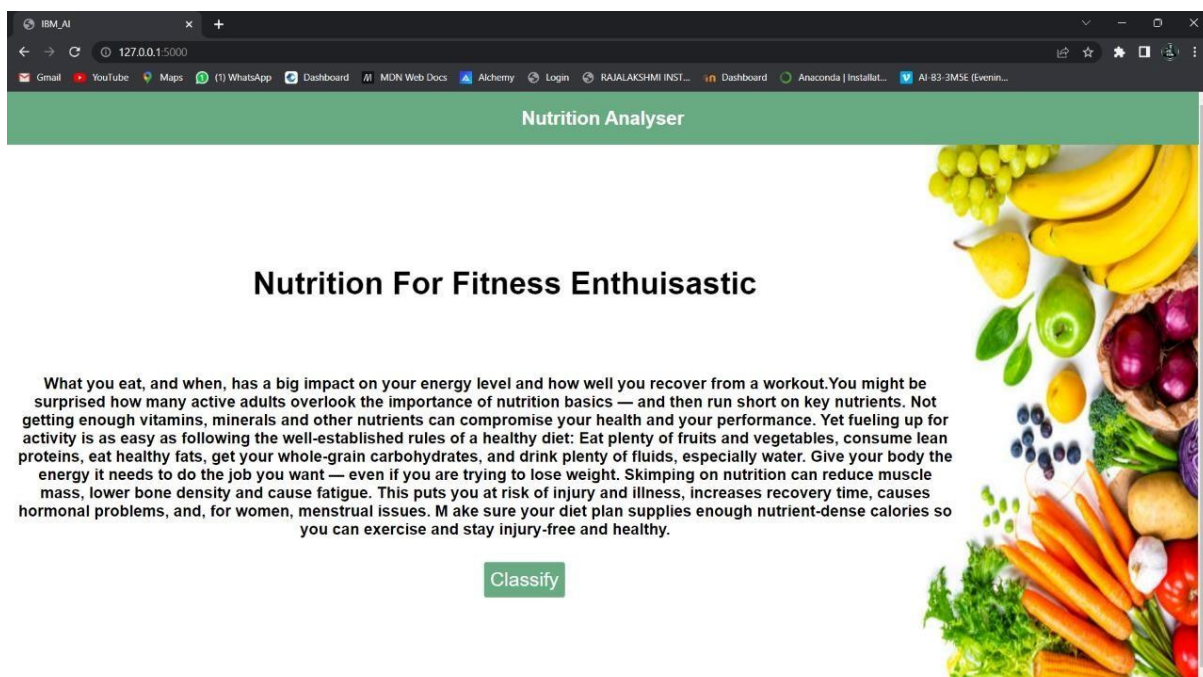 IBM_AI
127.0.0.1:5000
Gmail
YouTube
Maps
(1) WhatsApp
Dashboard
MDN Web Docs
Alchemy
Login
RAJALAKSHMI INST...
Dashboard
Anaconda | Installat...
AI-B3-3M5E (Evenin...
Nutrition Analyser
Nutrition For Fitness Enthuisastic
What you eat, and when, has a big impact on your energy level and how well you recover from a workout.You might be
surprised how many active adults overlook the importance of nutrition basics — and then run short on key nutrients. Not
getting enough vitamins, minerals and other nutrients can compromise your health and your performance. Yet fueling up for
activity is as easy as following the well-established rules of a healthy diet: Eat plenty of fruits and vegetables, consume lean
proteins, eat healthy fats, get your whole-grain carbohydrates, and drink plenty of fluids, especially water. Give your body the
energy it needs to do the job you want — even if you are trying to lose weight. Skimping on nutrition can reduce muscle
mass, lower bone density and cause fatigue. This puts you at risk of injury and illness, increases recovery time, causes
hormonal problems, and, for women, menstrual issues. M ake sure your diet plan supplies enough nutrient-dense calories so
you can exercise and stay injury-free and healthy.
Classify